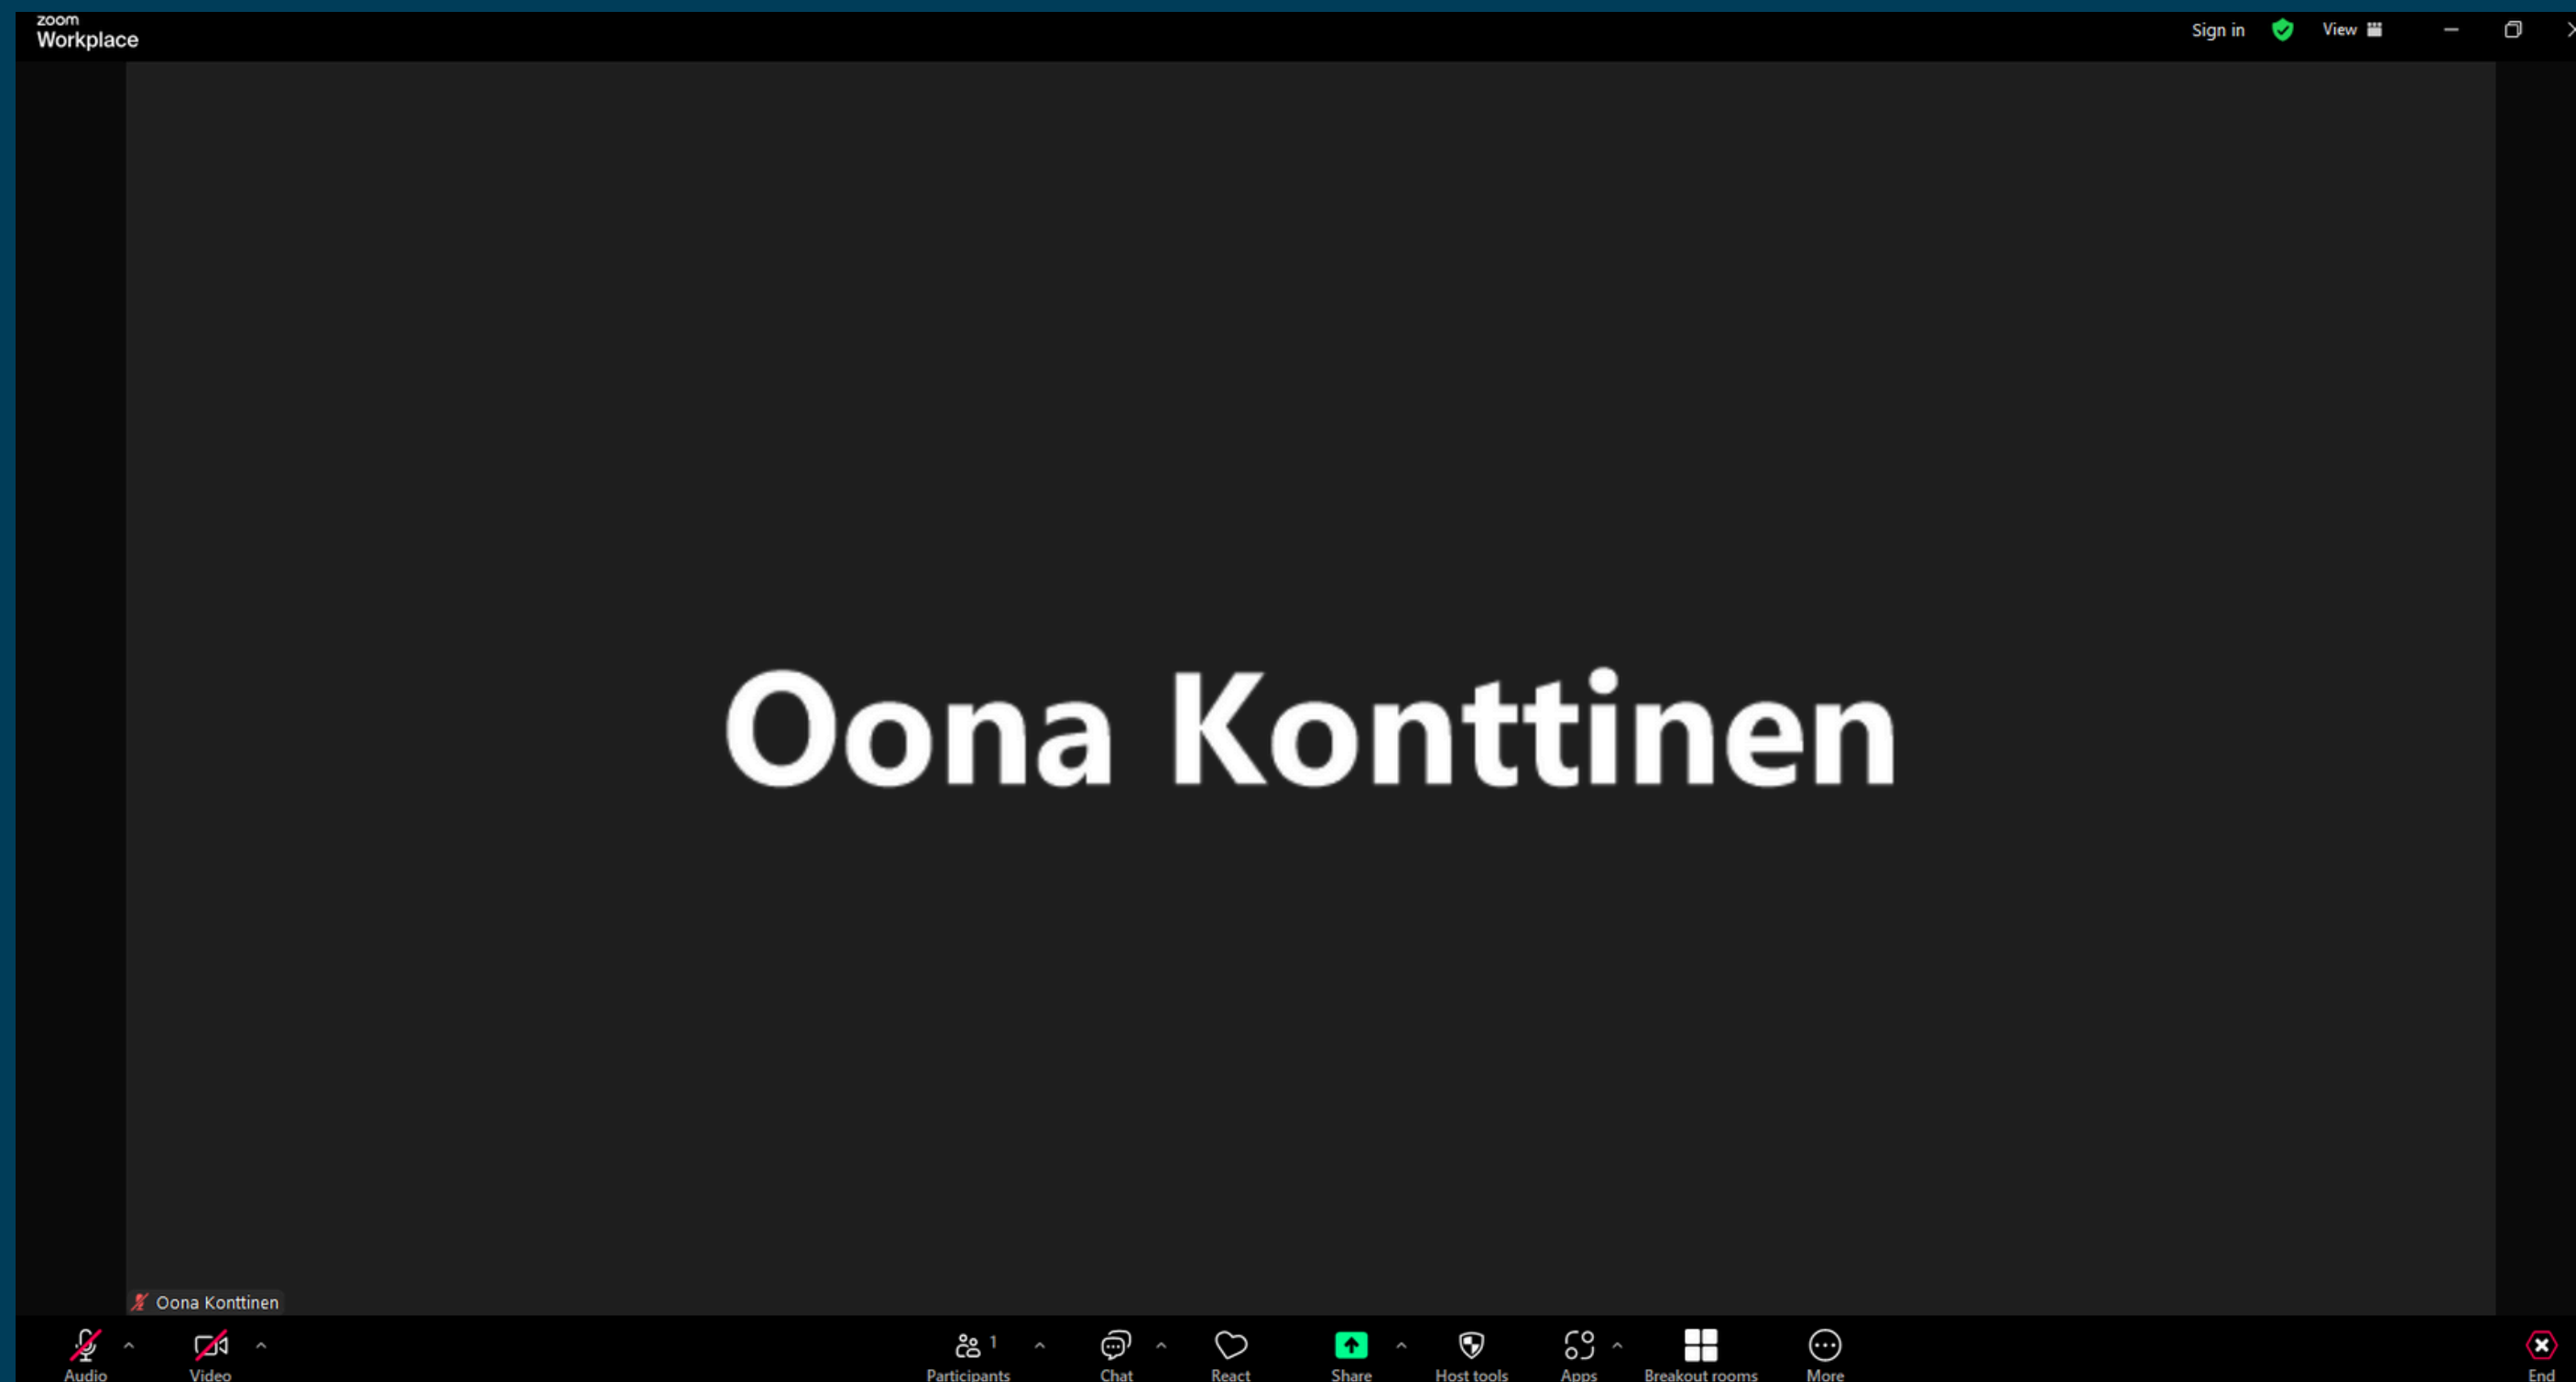 zoom
Workplace
Sign in
View
Oona Konttinen
Oona Konttinen
1
Audio
Video
Participants
Chat
React
Share
Host tools
Apps
Breakout rooms
More
End